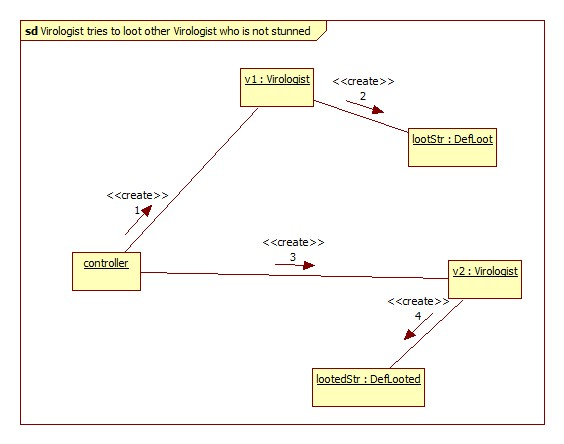 sd Virologist tries to loot other Virologist who is not stunned
v1 : Virologist
<<create>>
2
lootStr : DefLoot
<<create>>
1
controller
<<create>>
3
v2 : Virologist
<<create>>
4
lootedStr : DefLooted